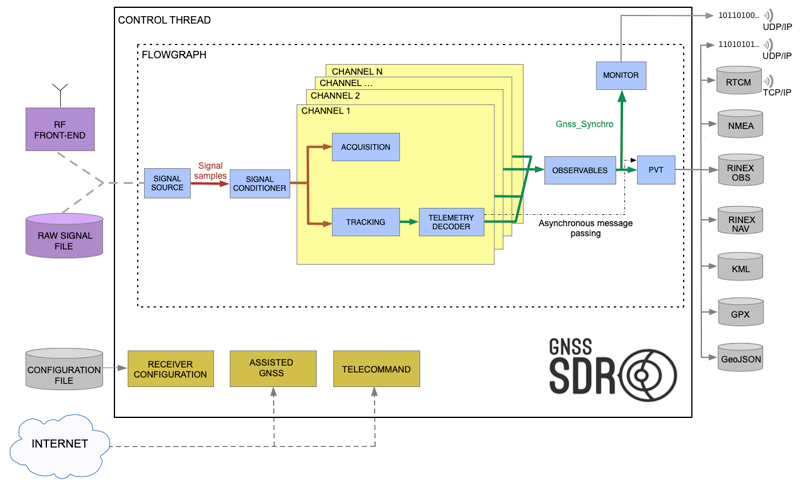 CONTROL THREAD
10110100..
UDP/IP
FLOWGRAPH
11010101..
UDP/IP
CHANNEL N
CHANNEL ...
CHANNEL 2
CHANNEL 1
MONITOR
RTCM
TCP/IP
RF
FRONT-END
Gnss_Synchro
NMEA
ACQUISITION
Signal
samples
SIGNAL
SOURCE
SIGNAL
CONDITIONER
OBSERVABLES
PVT
RINEX
OBS
RAW SIGNAL
FILE
TRACKING
TELEMETRY
DECODER
Asynchronous message
passing
RINEX
NAV
KML
GPX
CONFIGURATION
FILE
RECEIVER
CONFIGURATION
ASSISTED
GNSS
TELECOMMAND
GNSS
SDR
GeoJSON
INTERNET